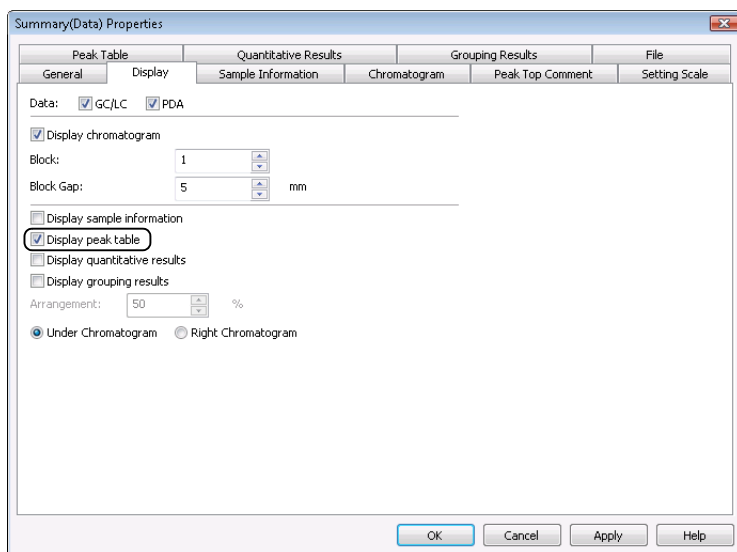 Summary(Data) Properties
Peak Table Quantitative Results Grouping Results File
General Display Sample Information Chromatogram Peak Top Comment Setting Scale
Data: GC/LC PDA
Display chromatogram
Block: 1
Block Gap: 5 mm
Display sample information
Display peak table
Display quantitative results
Display grouping results
Arrangement: 50 %
Under Chromatogram Right Chromatogram
OK Cancel Apply Help